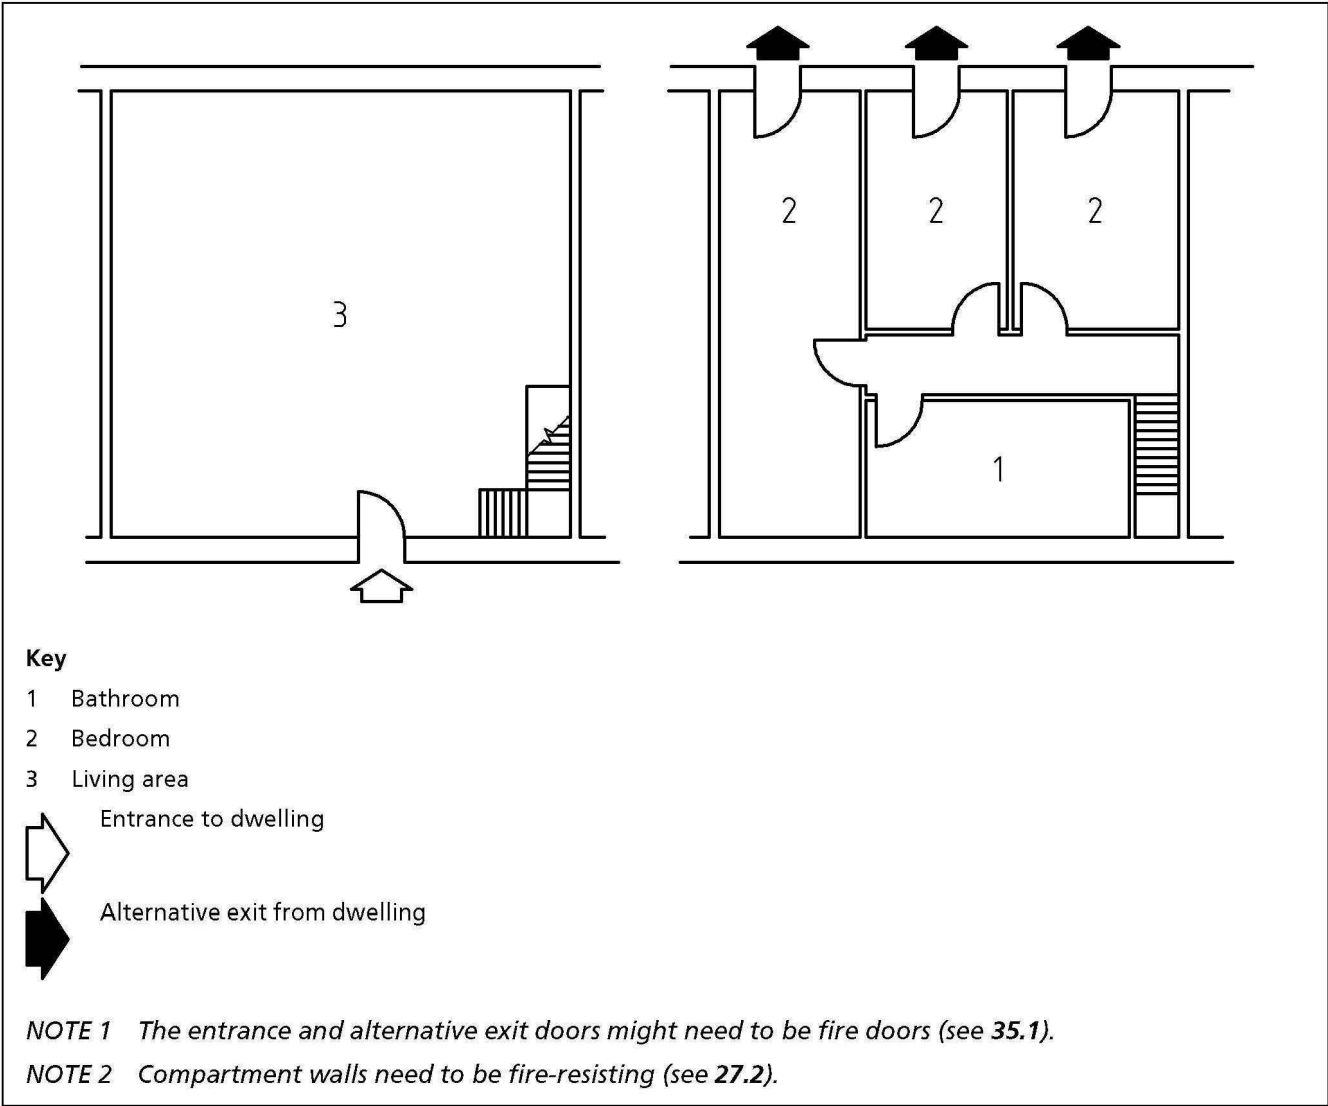 2 2 2
3
1
Key
1 Bathroom
2 Bedroom
3 Living area
Entrance to dwelling
Alternative exit from dwelling
NOTE 1 The entrance and alternative exit doors might need to be fire doors (see 35.1).
NOTE 2 Compartment walls need to be fire-resisting (see 27.2).